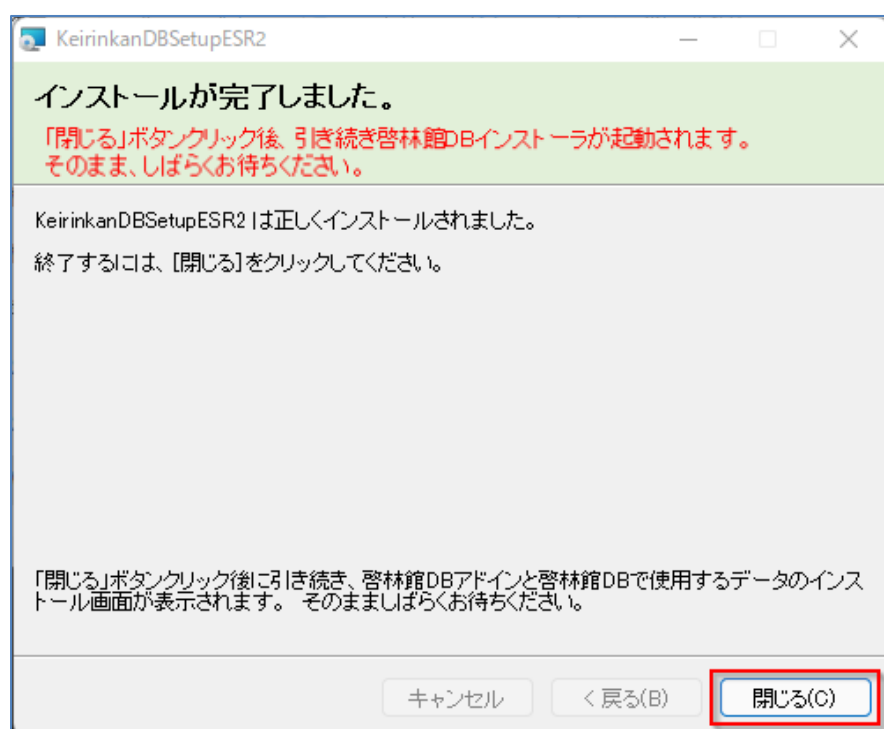 KeirinkanDBSetupESR2
インストールが完了しました。
「閉じる」ボタンクリック後、引き続き啓林館DBインストーラが起動されます。
そのまま、しばらくお待ちください。
KeirinkanDBSetupESR2 は正しくインストールされました。
終了するには、[閉じる]をクリックしてください。
「閉じる」ボタンクリック後に引き続き、啓林館DBアドインと啓林館DBで使用するデータのインス
トール画面が表示されます。 そのまましばらくお待ちください。
キャンセル
< 戻る(B)
閉じる(C)